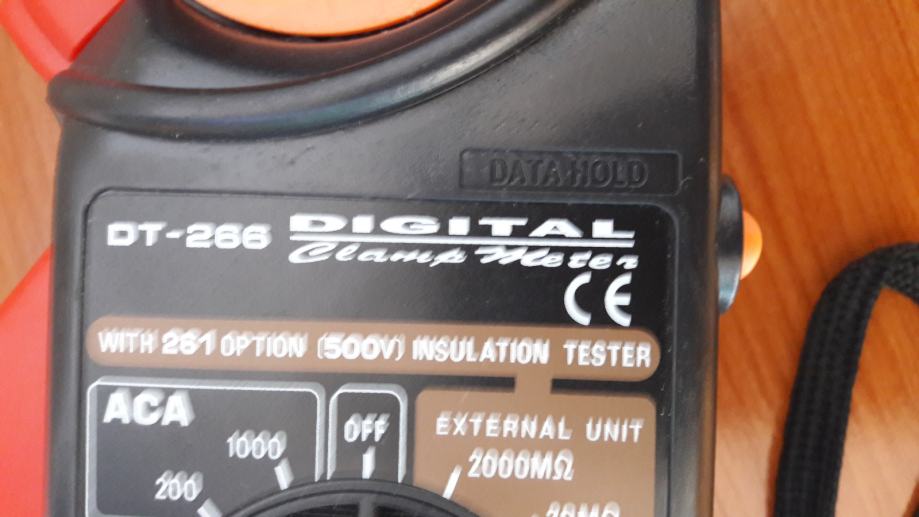 DATA HOLD
DT-266 DIGITAL
Clamp Meter
CE
WITH 261 OPTION (500V) INSULATION TESTER
ACA
OFF
EXTERNAL UNIT
1000
2000MΩ
200
20MΩ